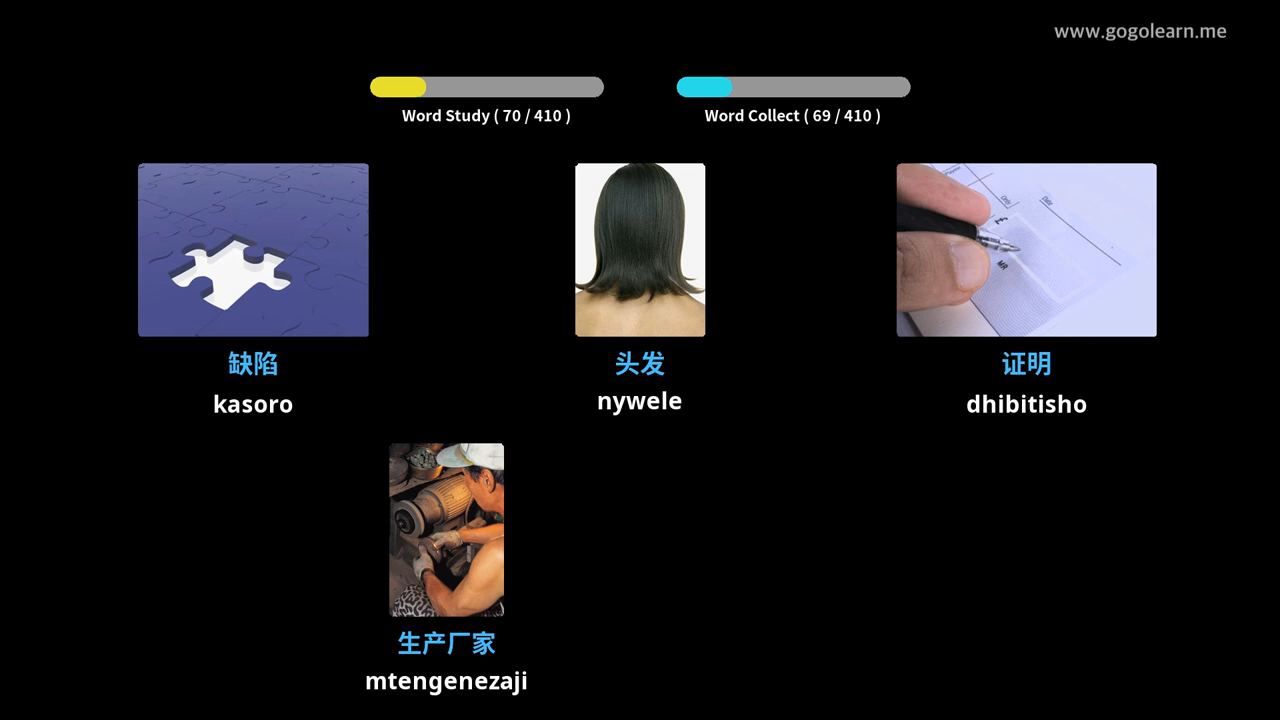 www.gogolearn.me
Word Study ( 70 / 410 )
Word Collect ( 69 / 410 )
缺陷
头发
证明
kasoro
nywele
dhibitisho
生产厂家
mtengenezaji